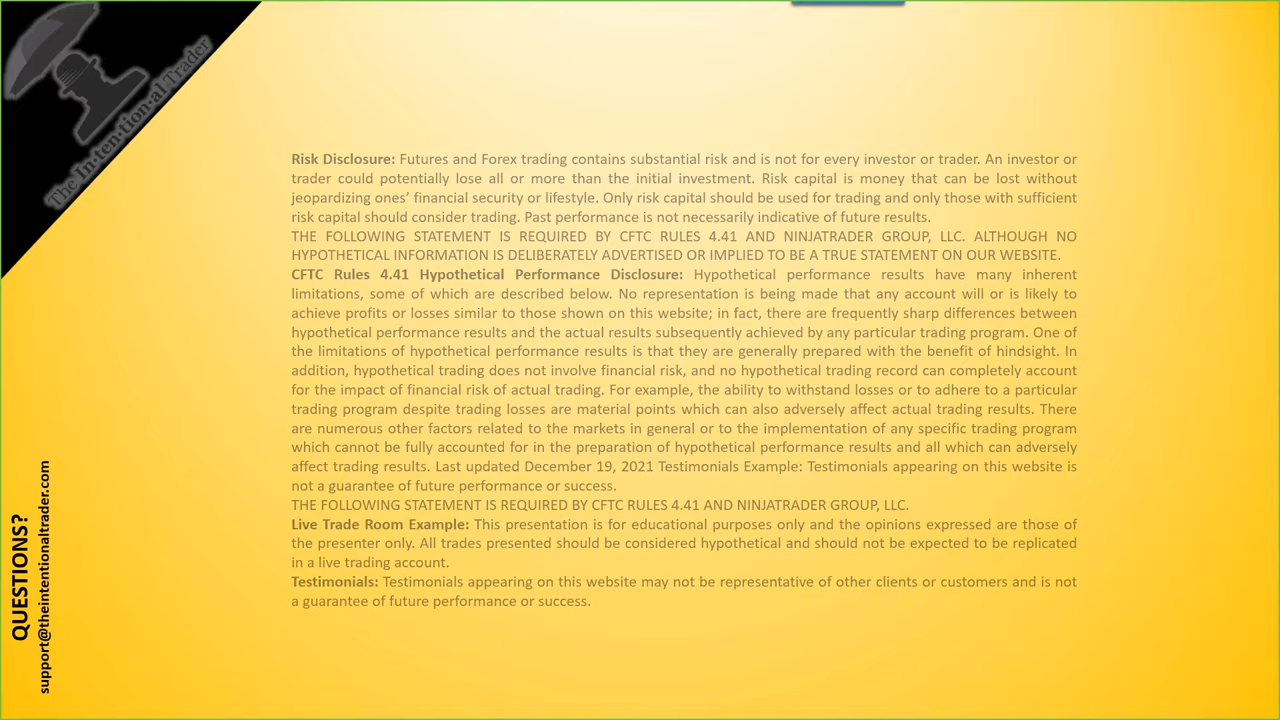 The In·ten·tion·al Trader
Risk Disclosure: Futures and Forex trading contains substantial risk and is not for every investor or trader. An investor or
trader could potentially lose all or more than the initial investment. Risk capital is money that can be lost without
jeopardizing ones’ financial security or lifestyle. Only risk capital should be used for trading and only those with sufficient
risk capital should consider trading. Past performance is not necessarily indicative of future results.
THE FOLLOWING STATEMENT IS REQUIRED BY CFTC RULES 4.41 AND NINJATRADER GROUP, LLC. ALTHOUGH NO
HYPOTHETICAL INFORMATION IS DELIBERATELY ADVERTISED OR IMPLIED TO BE A TRUE STATEMENT ON OUR WEBSITE.
CFTC Rules 4.41 Hypothetical Performance Disclosure: Hypothetical performance results have many inherent
limitations, some of which are described below. No representation is being made that any account will or is likely to
achieve profits or losses similar to those shown on this website; in fact, there are frequently sharp differences between
hypothetical performance results and the actual results subsequently achieved by any particular trading program. One of
the limitations of hypothetical performance results is that they are generally prepared with the benefit of hindsight. In
addition, hypothetical trading does not involve financial risk, and no hypothetical trading record can completely account
for the impact of financial risk of actual trading. For example, the ability to withstand losses or to adhere to a particular
trading program despite trading losses are material points which can also adversely affect actual trading results. There
are numerous other factors related to the markets in general or to the implementation of any specific trading program
which cannot be fully accounted for in the preparation of hypothetical performance results and all which can adversely
affect trading results. Last updated December 19, 2021 Testimonials Example: Testimonials appearing on this website is
not a guarantee of future performance or success.
THE FOLLOWING STATEMENT IS REQUIRED BY CFTC RULES 4.41 AND NINJATRADER GROUP, LLC.
Live Trade Room Example: This presentation is for educational purposes only and the opinions expressed are those of
the presenter only. All trades presented should be considered hypothetical and should not be expected to be replicated
in a live trading account.
Testimonials: Testimonials appearing on this website may not be representative of other clients or customers and is not
a guarantee of future performance or success.
QUESTIONS?
support@theintentionaltrader.com